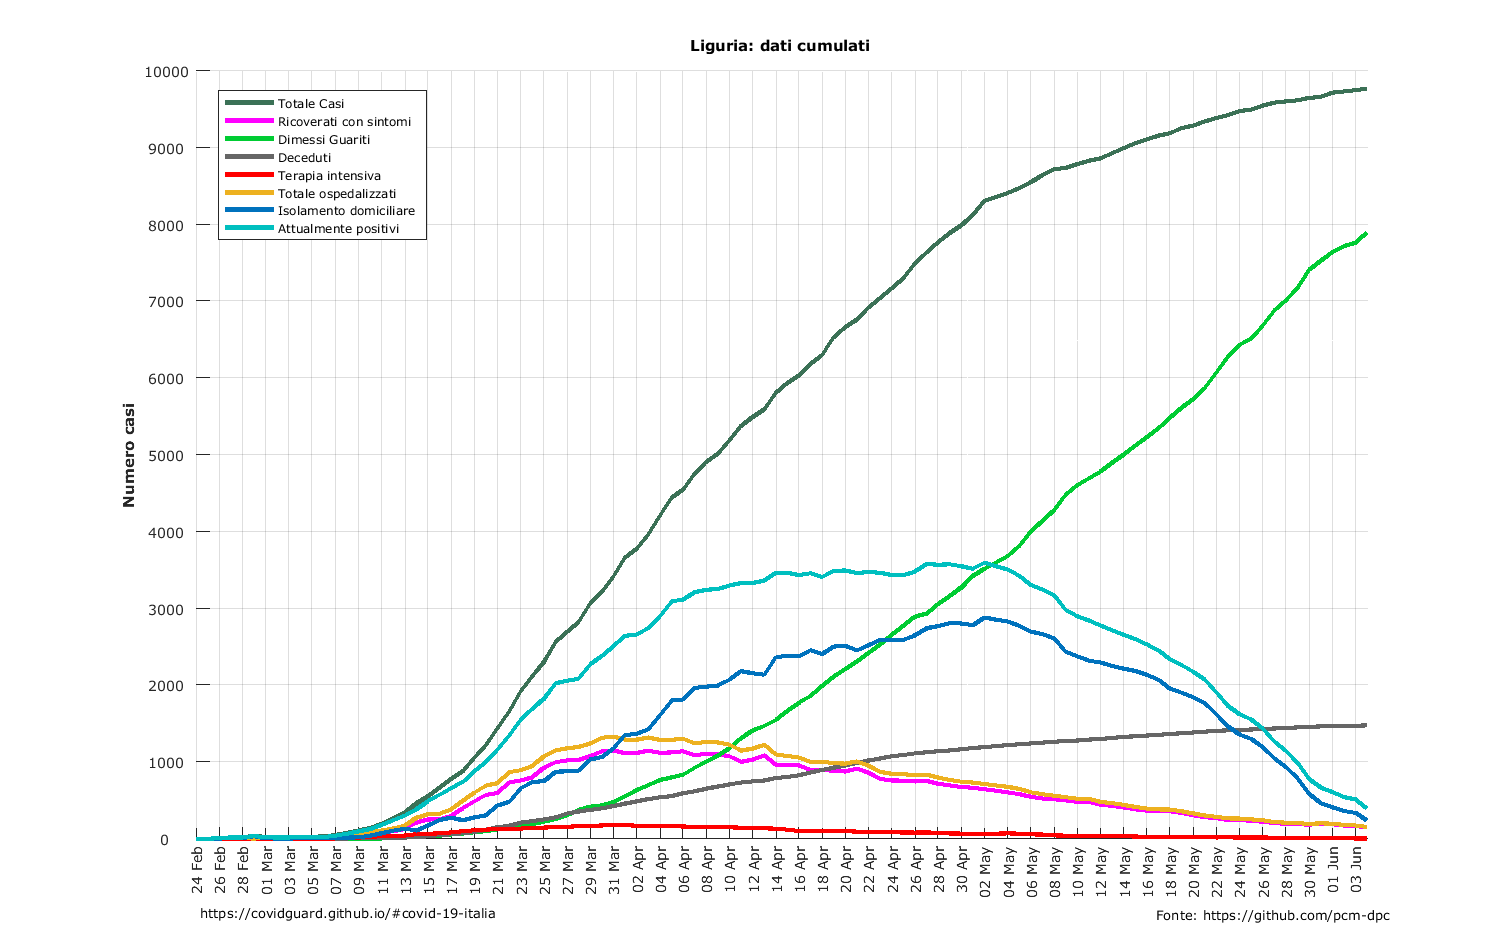 Liguria: dati cumulati
10000
9000
8000
7000
6000
5000
4000
3000
2000
1000
0
Numero casi
Totale Casi
Ricoverati con sintomi
Dimessi Guariti
Deceduti
Terapia intensiva
Totale ospedalizzati
Isolamento domiciliare
Attualmente positivi
24 Feb
26 Feb
28 Feb
01 Mar
03 Mar
05 Mar
07 Mar
09 Mar
11 Mar
13 Mar
15 Mar
17 Mar
19 Mar
21 Mar
23 Mar
25 Mar
27 Mar
29 Mar
31 Mar
02 Apr
04 Apr
06 Apr
08 Apr
10 Apr
12 Apr
14 Apr
16 Apr
18 Apr
20 Apr
22 Apr
24 Apr
26 Apr
28 Apr
30 Apr
02 May
04 May
06 May
08 May
10 May
12 May
14 May
16 May
18 May
20 May
22 May
24 May
26 May
28 May
30 May
01 Jun
03 Jun
https://covidguard.github.io/#covid-19-italia
Fonte: https://github.com/pcm-dpc